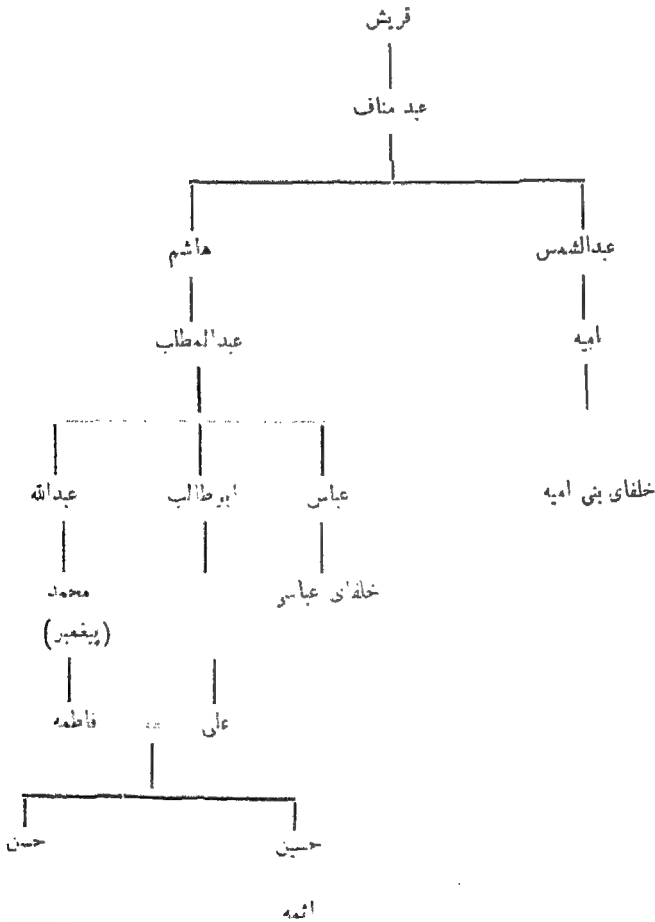 قریش
عبد مناف
عبدالشمس هاشم
امیه عبدالمطلب
خلفای بنی امیه عباس ابوطالب عبدالله
خلفای عباسی محمد
(پیغمبر)
علی = فاطمه
حسین حسن
ائمه